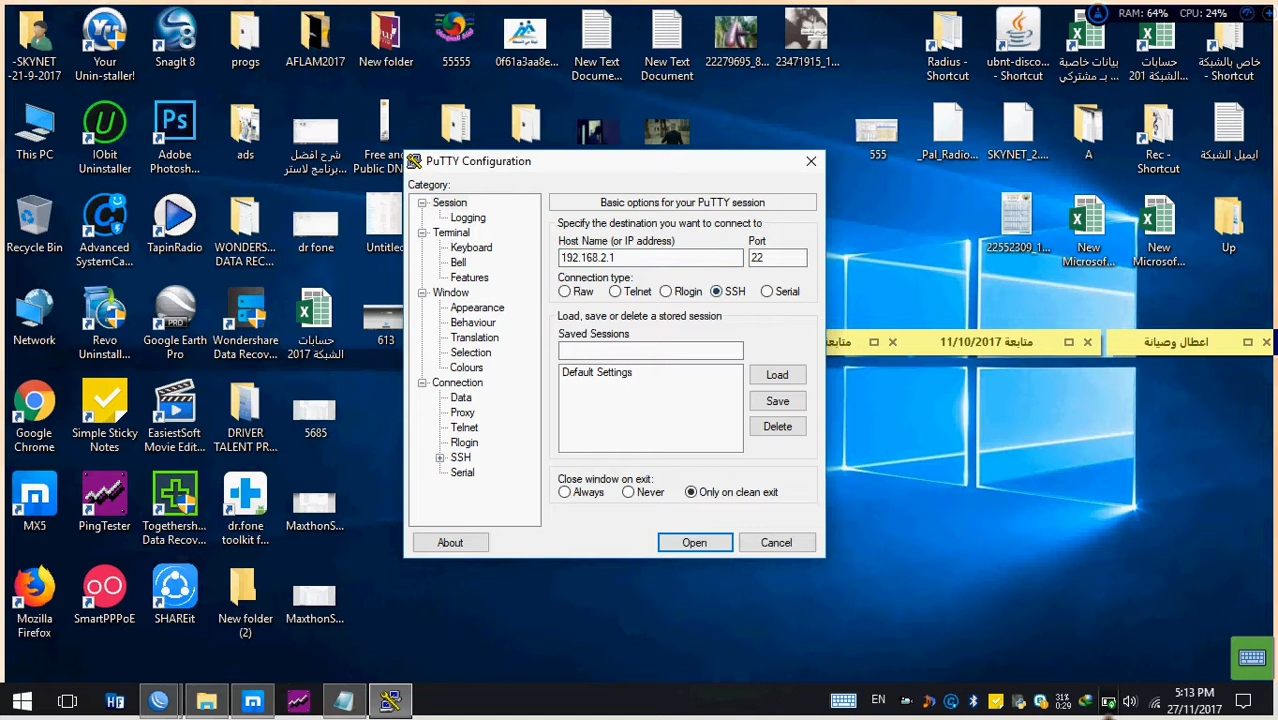 RAM: 64% CPU: 24%
-SKYNET
-21-9-2017
Your
Unin-staller!
SnagIt 8
progs
AFLAM2017
New folder
55555
0f61a3aa8e...
New Text
Docume...
New Text
Document
22279695_8...
23471915_1...
Radius -
Shortcut
ubnt-disco...
- Shortcut
بيانات خاصية
بـ مشتركي ...
حسابات
الشبكة 201...
خاص بالشبكة
- Shortcut
This PC
IObit
Uninstaller
Adobe
Photosh...
ads
شرح افضل
برنامج لاستر...
Free and
Public DN...
555
_Pal_Radio...
SKYNET_2....
A
Rec -
Shortcut
ايميل الشبكة
Recycle Bin
Advanced
SystemCa...
TapinRadio
WONDERS...
DATA REC...
dr fone
Untitle
22552309_1...
New
Microsof...
New
Microsof...
Up
Network
Revo
Uninstall...
Google Earth
Pro
PRO
Wondershare
Data Recov...
حسابات
الشبكة 2017
613
Google
Chrome
Simple Sticky
Notes
EasiestSoft
Movie Edit...
DRIVER
TALENT PR...
5685
MX5
PingTester
Togethersh...
Data Recov...
dr.fone
toolkit f...
MaxthonS...
Mozilla
Firefox
SmartPPPoE
SHAREit
New folder
(2)
MaxthonS...
PuTTY Configuration
Category:
Session
Logging
Terminal
Keyboard
Bell
Features
Window
Appearance
Behaviour
Translation
Selection
Colours
Connection
Data
Proxy
Telnet
Rlogin
SSH
Serial
Basic options for your PuTTY session
Specify the destination you want to connect to
Host Name (or IP address) Port
192.168.2.1 22
Connection type:
Raw Telnet Rlogin SSH Serial
Load, save or delete a stored session
Saved Sessions
Default Settings
Load
Save
Delete
Close window on exit:
Always Never Only on clean exit
About Open Cancel
متابعة
متابعة 11/10/2017
اعطال وصيانة
EN
31%
0:29
5:13 PM
27/11/2017